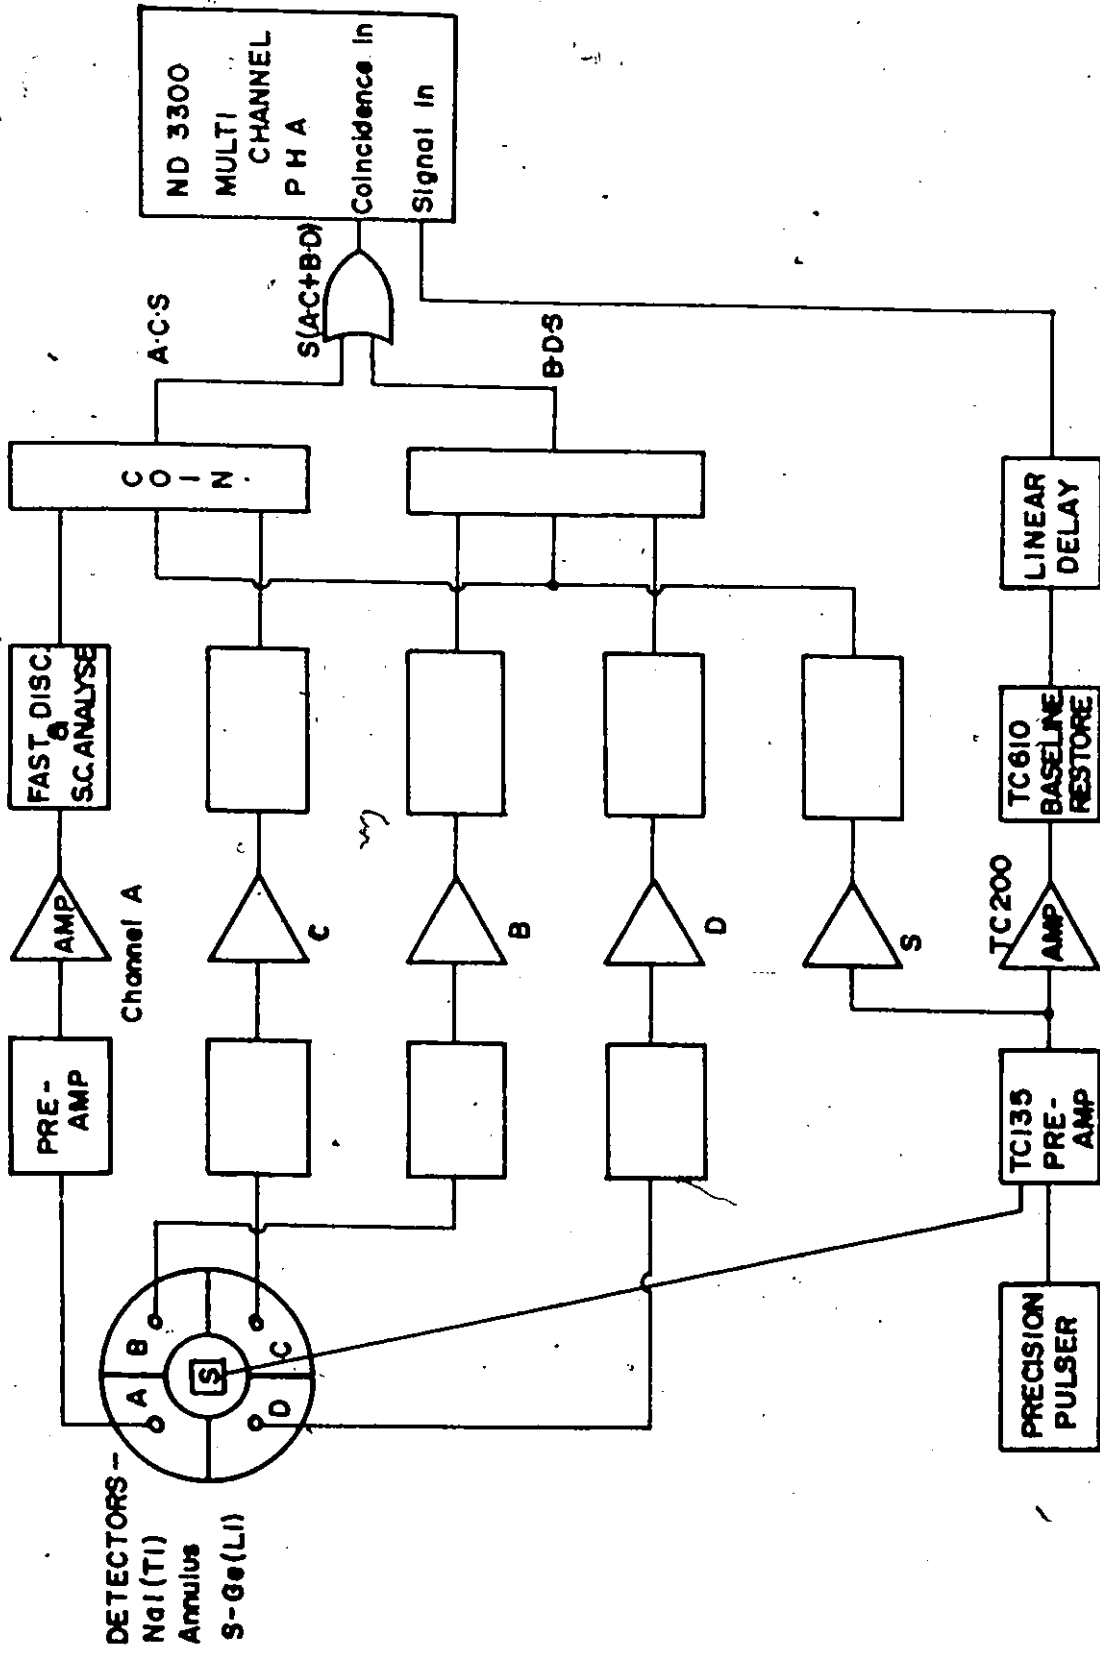 DETECTORS-
NaI(Tl)
Annulus
S-Ge(Li)
A
B
C
D
S
PRE-
AMP
AMP
Channel A
FAST DISC.
&
S.C. ANALYSE
C
O
I
N
A·C·S
S(A·C+B·D)
B·D·S
ND 3300
MULTI
CHANNEL
PHA
Coincidence In
Signal In
C
B
D
S
PRECISION
PULSER
TC135
PRE-
AMP
TC200
AMP
TC610
BASELINE
RESTORE
LINEAR
DELAY